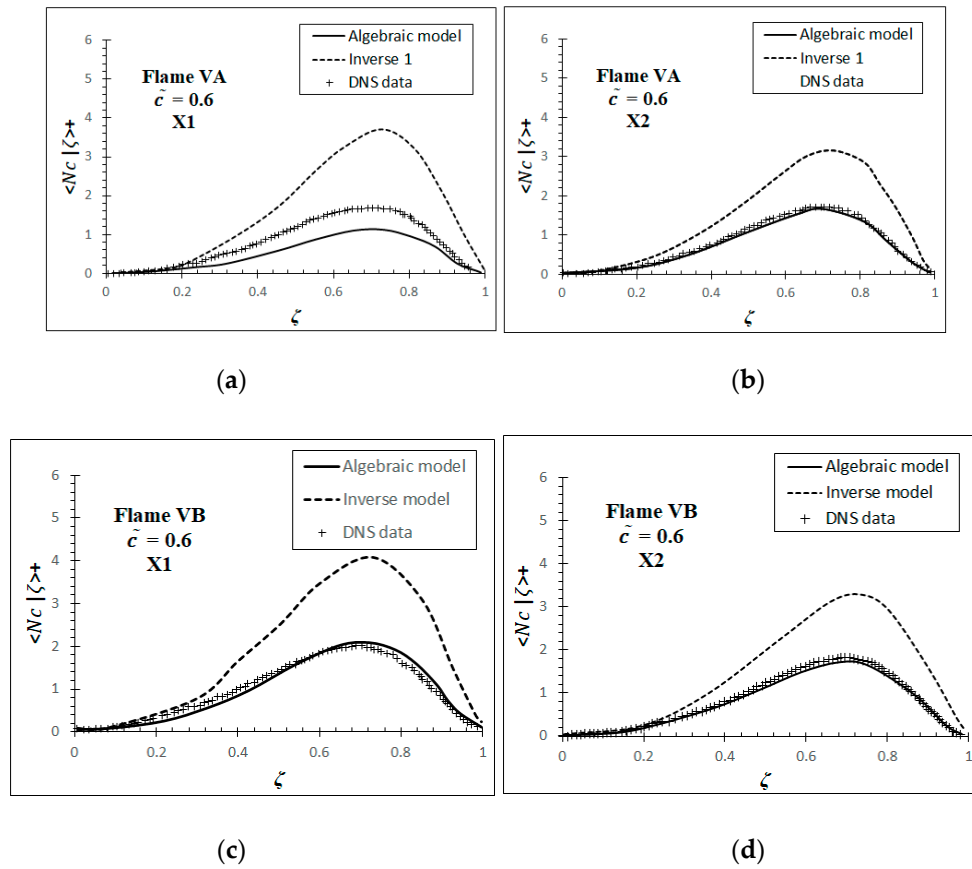 Algebraic model
Inverse 1
DNS data
Flame VA
c̃ = 0.6
X1
<Nc |ζ>+
6
5
4
3
2
1
0
0
0.2
0.4
0.6
0.8
1
ζ
(a)
Algebraic model
Inverse 1
DNS data
Flame VA
c̃ = 0.6
X2
<Nc |ζ>+
6
5
4
3
2
1
0
0
0.2
0.4
0.6
0.8
1
ζ
(b)
Algebraic model
Inverse model
DNS data
Flame VB
c̃ = 0.6
X1
<Nc |ζ>+
6
5
4
3
2
1
0
0
0.2
0.4
0.6
0.8
1
ζ
(c)
Algebraic model
Inverse model
DNS data
Flame VB
c̃ = 0.6
X2
<Nc |ζ>+
6
5
4
3
2
1
0
0
0.2
0.4
0.6
0.8
1
ζ
(d)